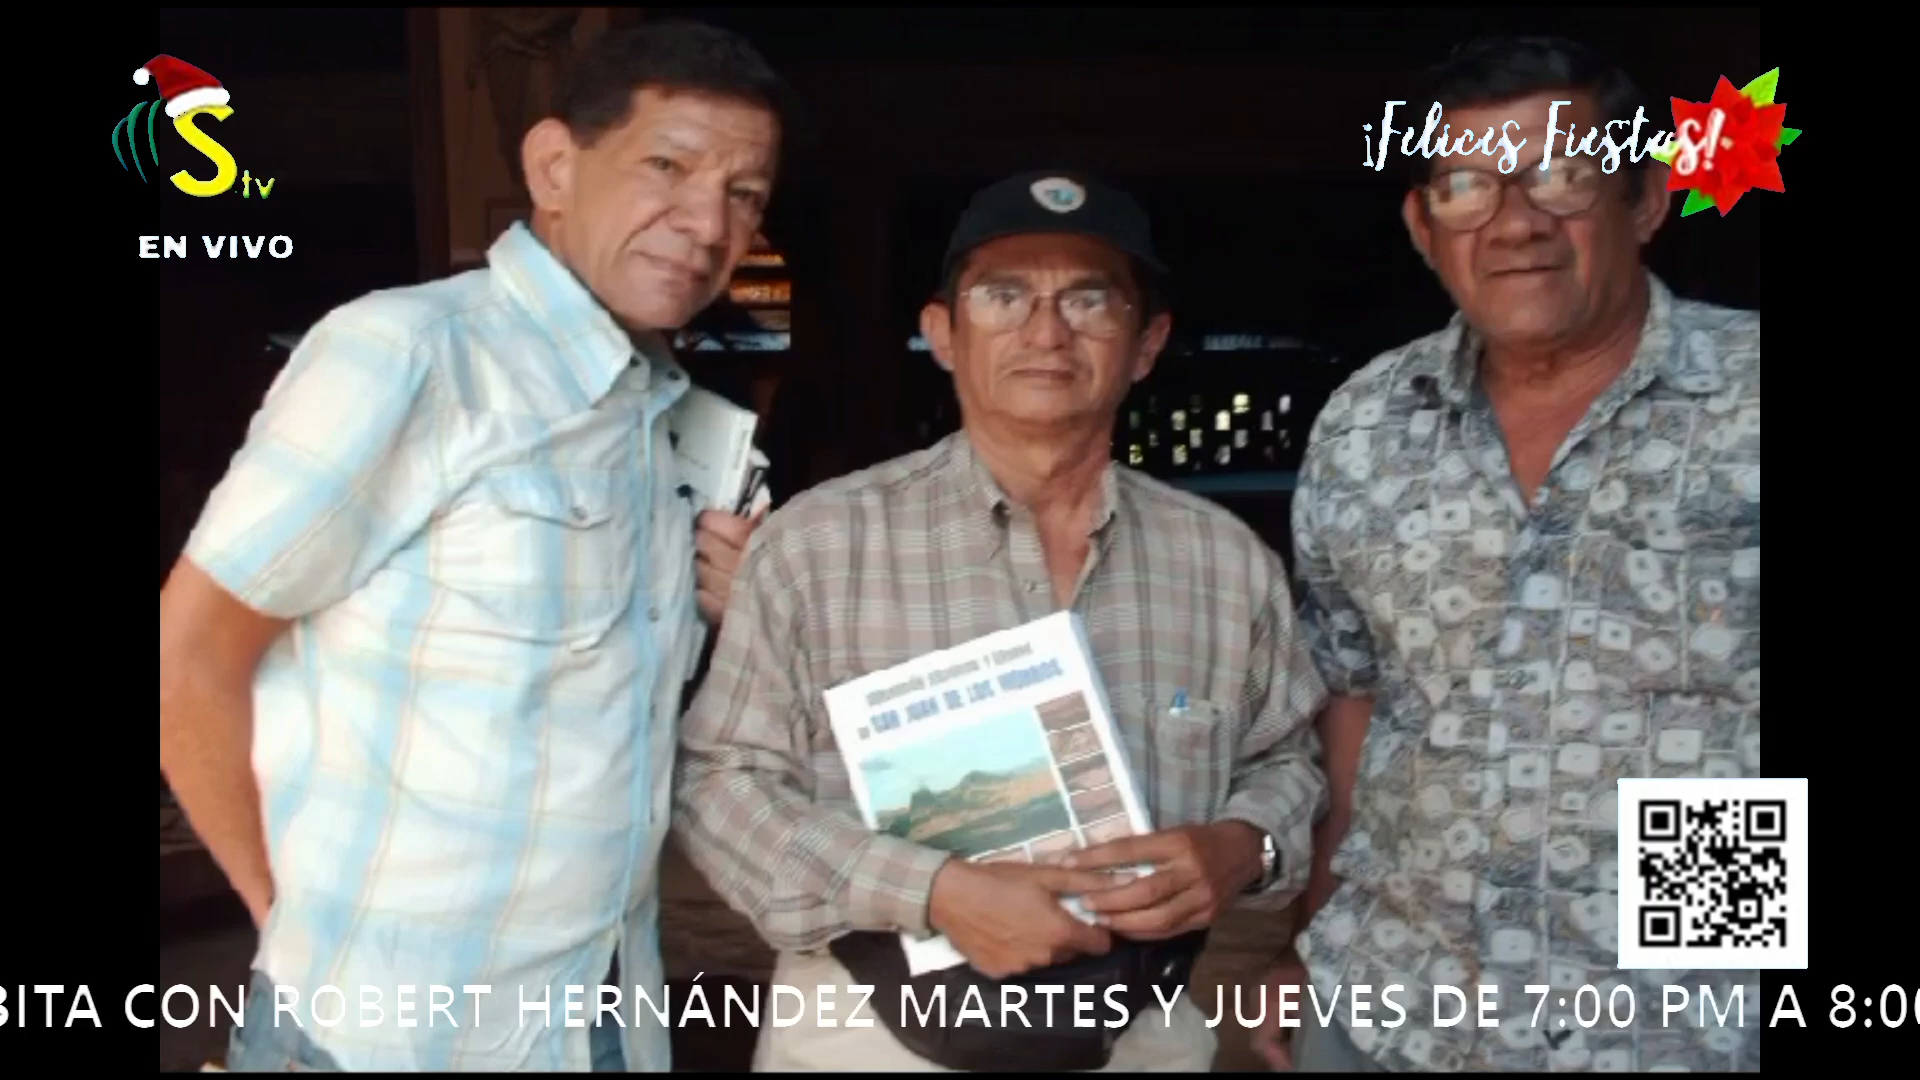 S.tv
EN VIVO
¡Felices Fiestas!
SAN JUAN DE LOS MORROS
BITA CON ROBERT HERNÁNDEZ MARTES Y JUEVES DE 7:00 PM A 8:00